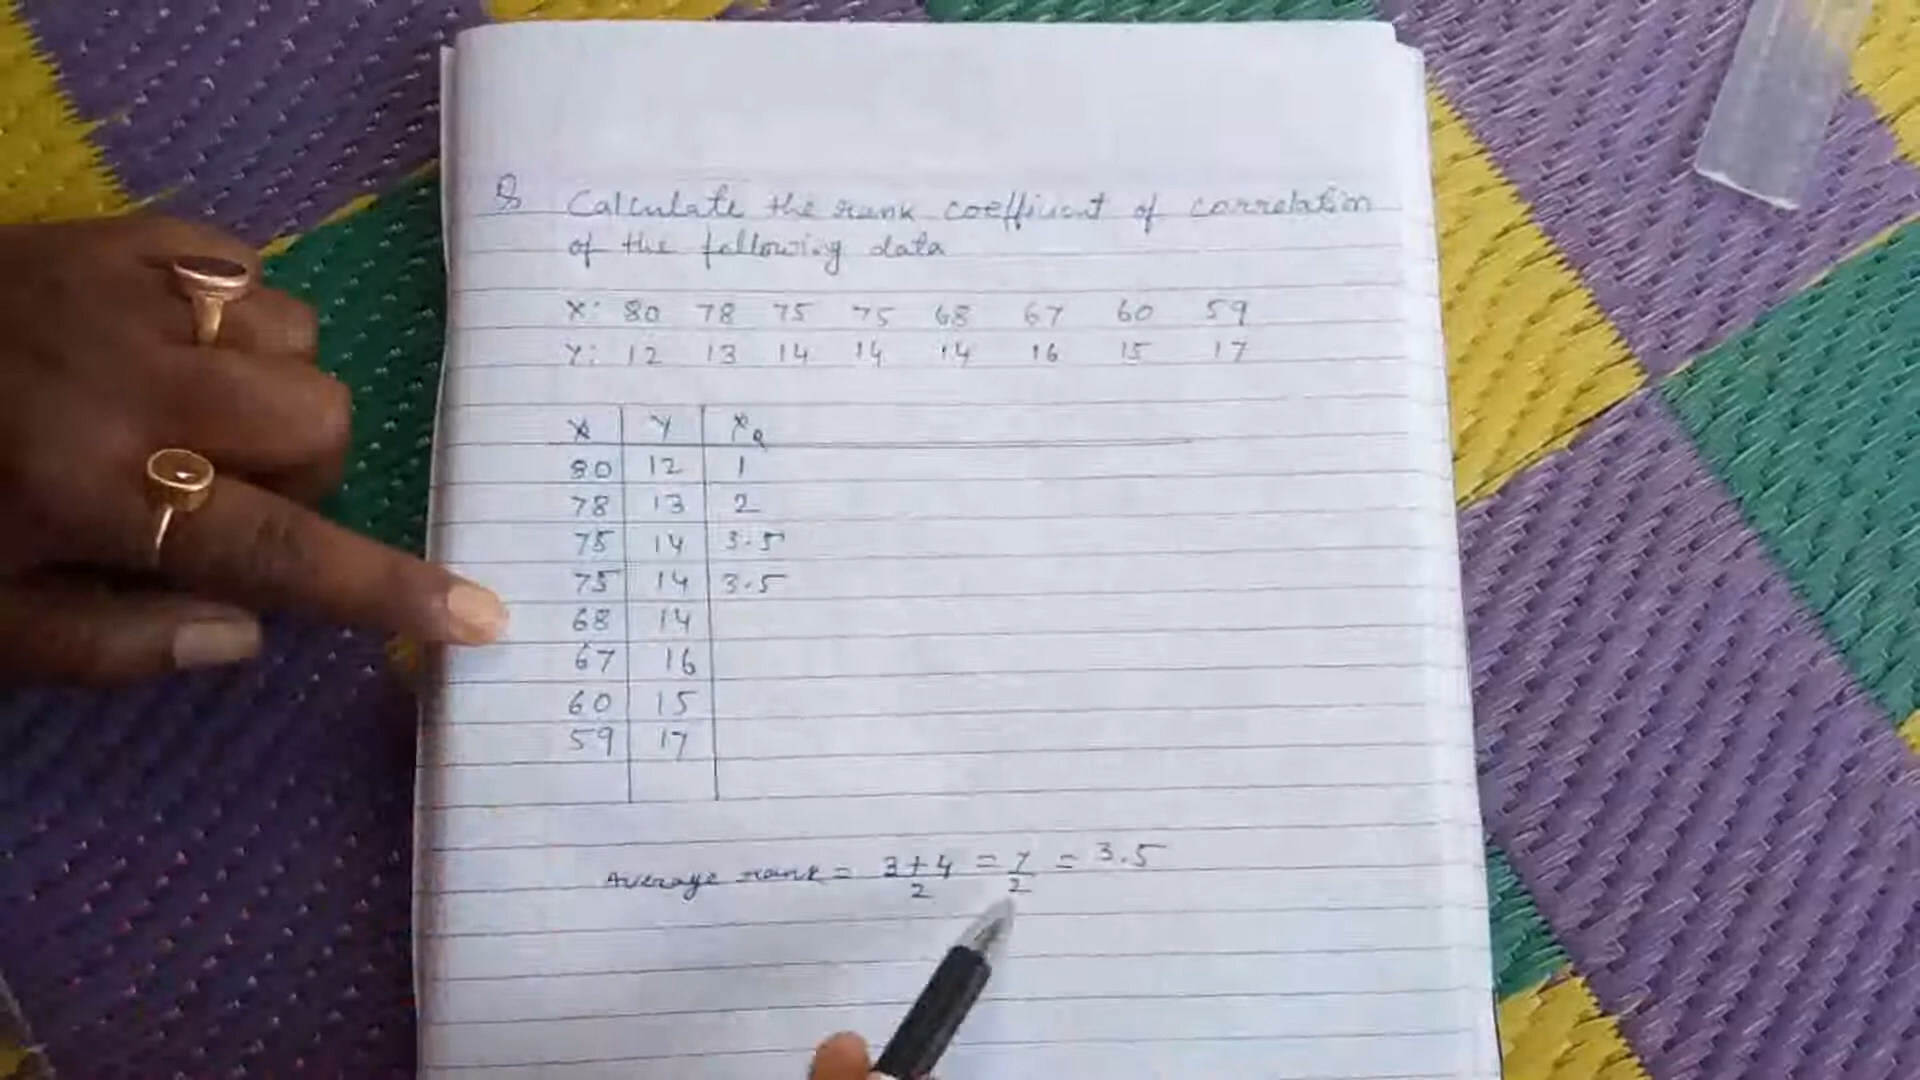 Q Calculate the rank coefficient of correlation
of the following data
X: 80 78 75 75 68 67 60 59
Y: 12 13 14 14 14 16 15 17
X Y XR
80 12 1
78 13 2
75 14 3.5
75 14 3.5
68 14
67 16
60 15
59 17
Average rank = 3+4/2 = 7/2 = 3.5